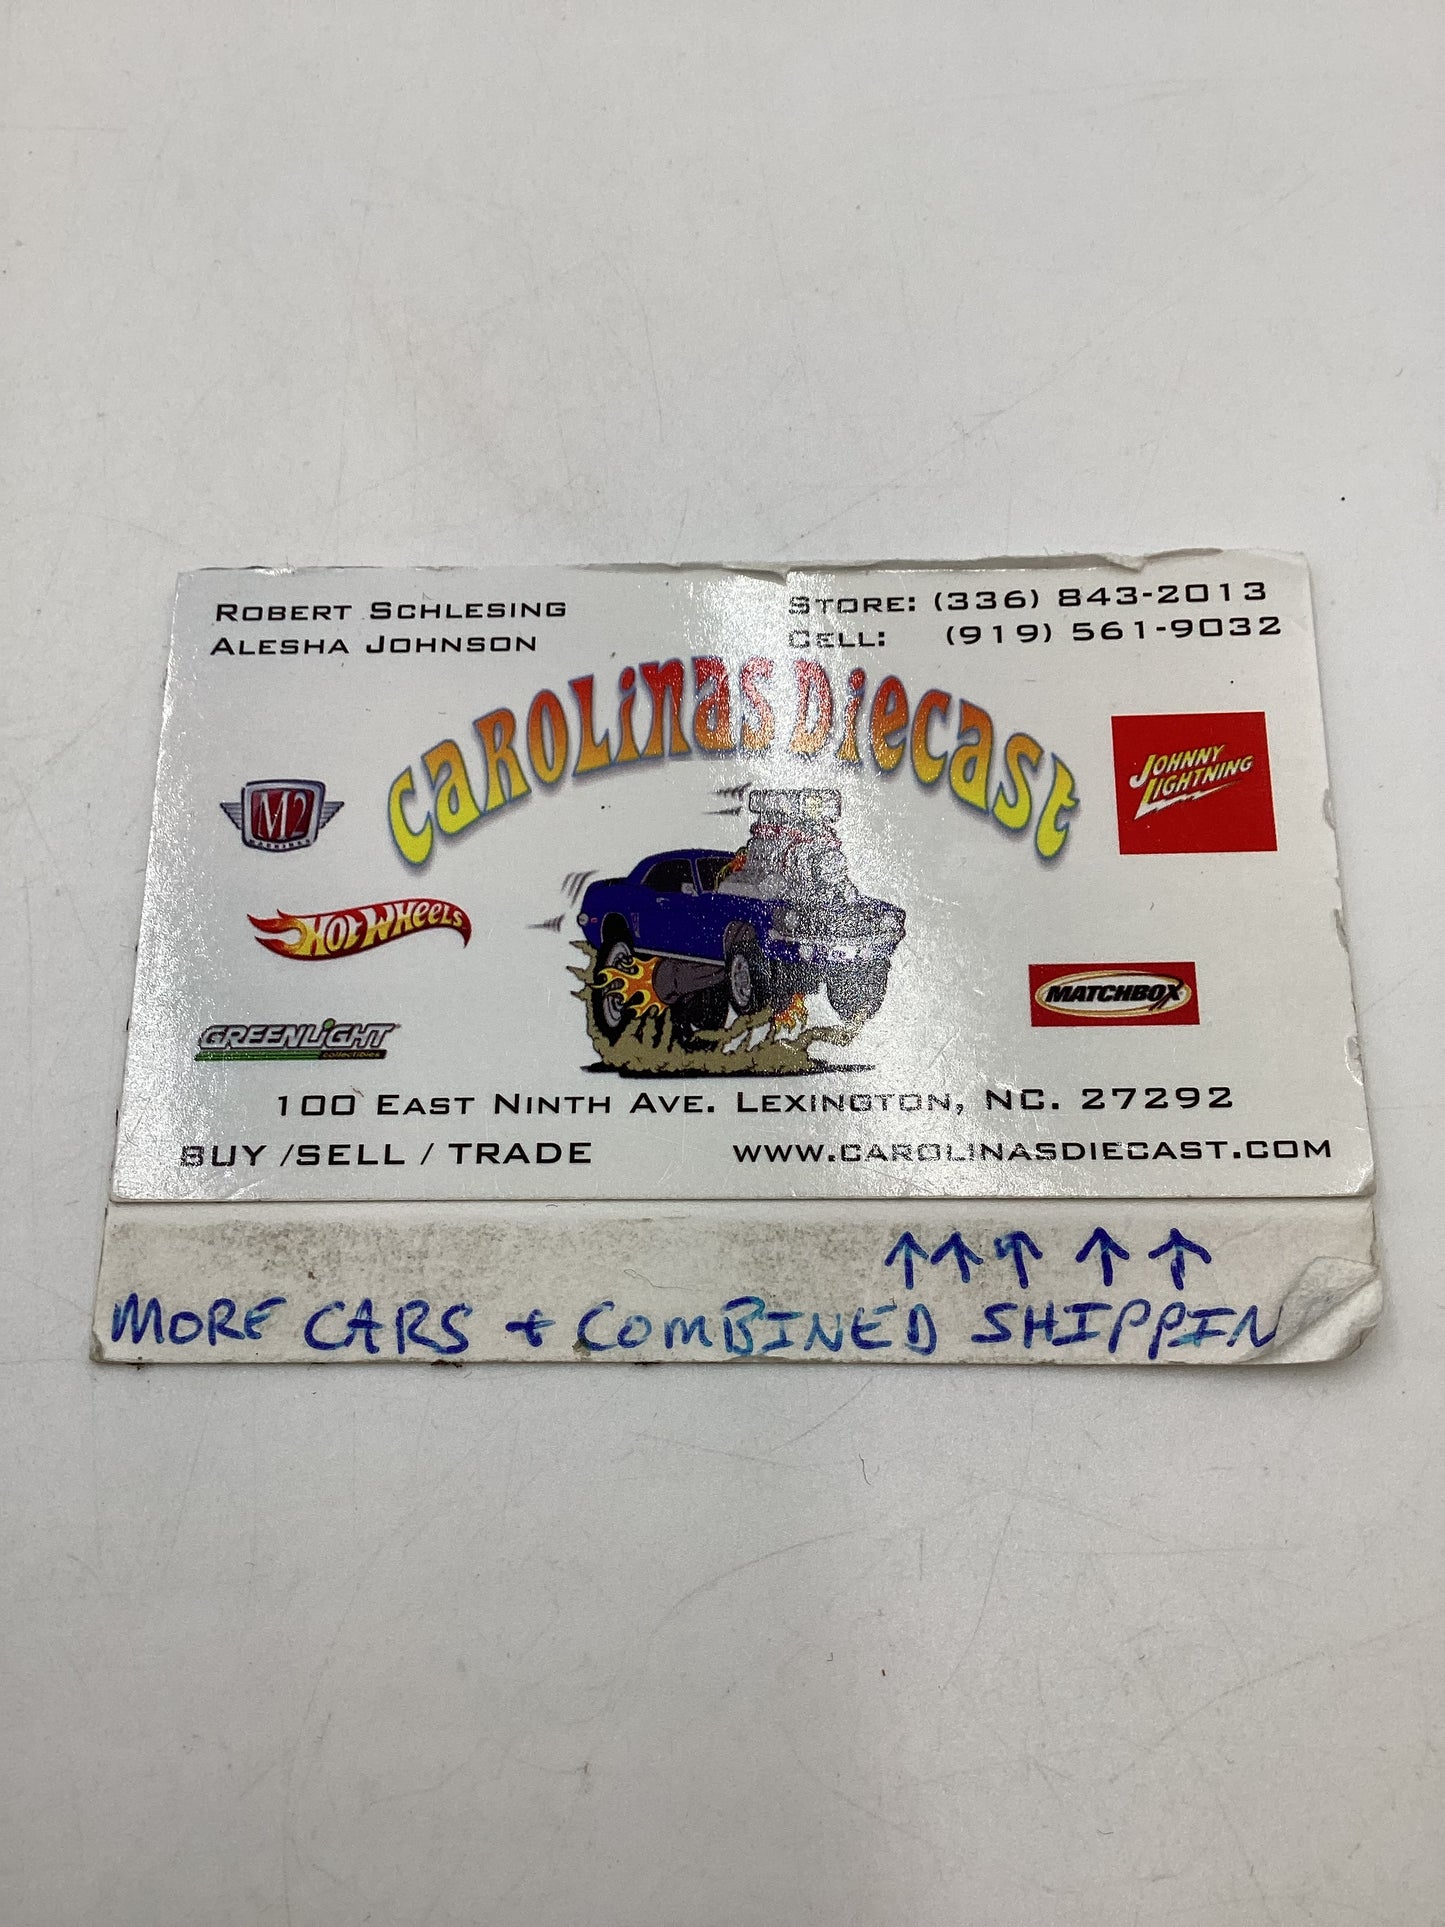 ROBERT SCHLESING
ALESHA JOHNSON
STORE: (336) 843-2013
CELL: (919) 561-9032
CAROLINAS DIECAST
M2
MACHINES
JOHNNY
LIGHTNING
HOT WHEELS
MATCHBOX
GREENLIGHT
collectibles
100 EAST NINTH AVE. LEXINGTON, NC. 27292
BUY /SELL / TRADE
WWW.CAROLINASDIECAST.COM
↑ ↑ ↑ ↑ ↑
MORE CARS + COMBINED SHIPPIN